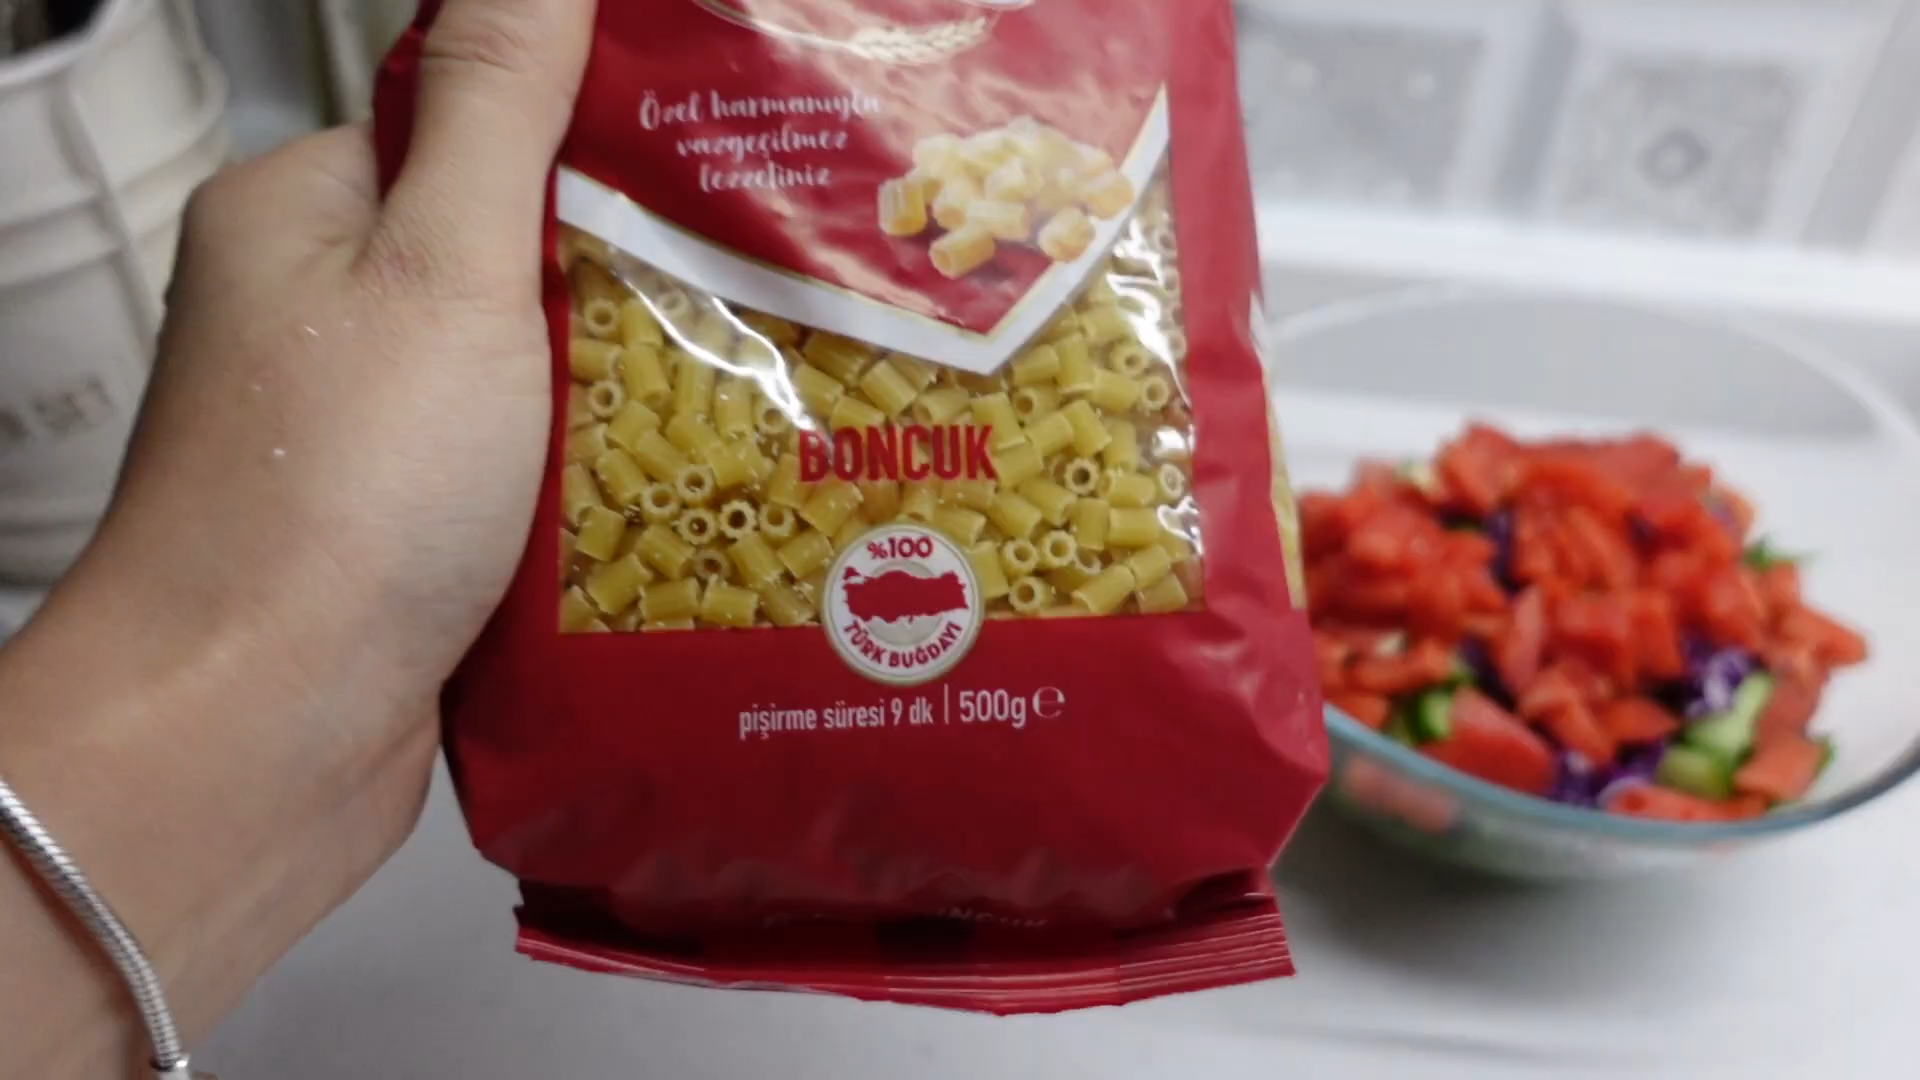 Özel harmanıyla
vazgeçilmez
lezzetiniz
BONCUK
%100
TÜRK BUĞDAYI
pişirme süresi 9 dk | 500g ℮